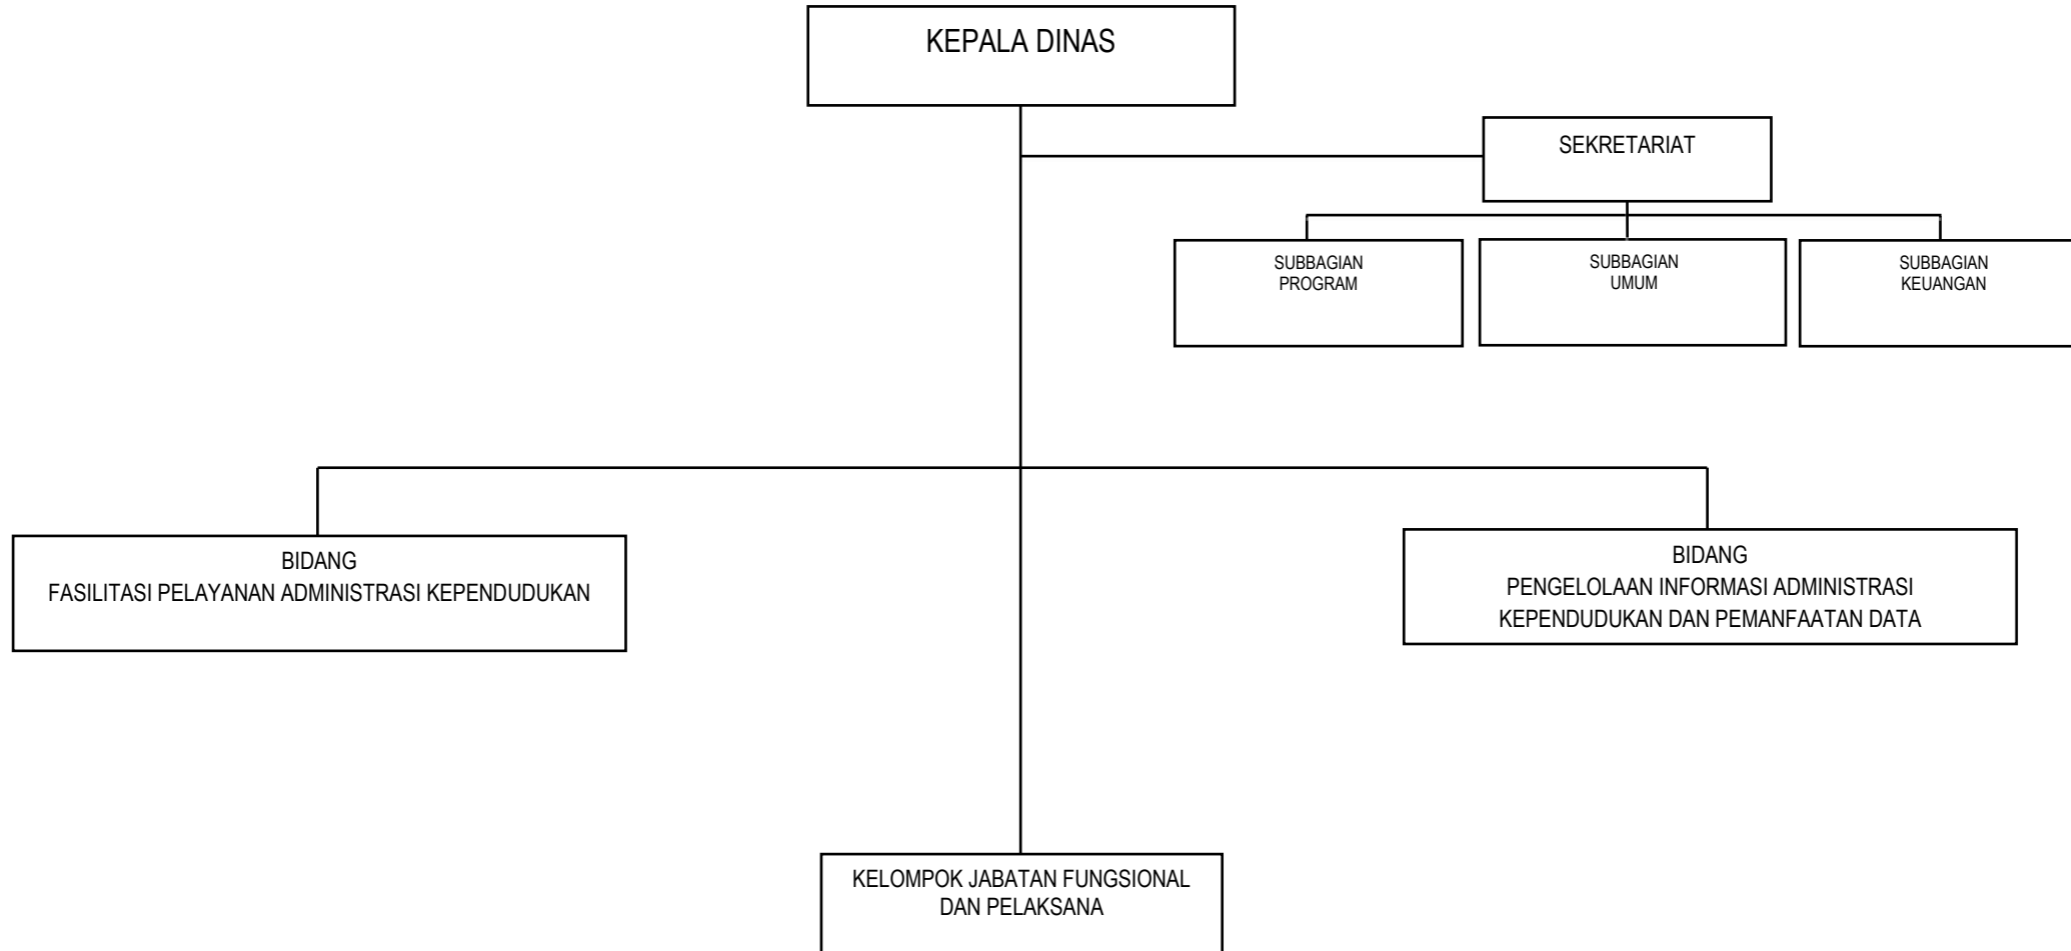 KEPALA DINAS
SEKRETARIAT
SUBBAGIAN
PROGRAM
SUBBAGIAN
UMUM
SUBBAGIAN
KEUANGAN
BIDANG
FASILITASI PELAYANAN ADMINISTRASI KEPENDUDUKAN
BIDANG
PENGELOLAAN INFORMASI ADMINISTRASI
KEPENDUDUKAN DAN PEMANFAATAN DATA
KELOMPOK JABATAN FUNGSIONAL
DAN PELAKSANA